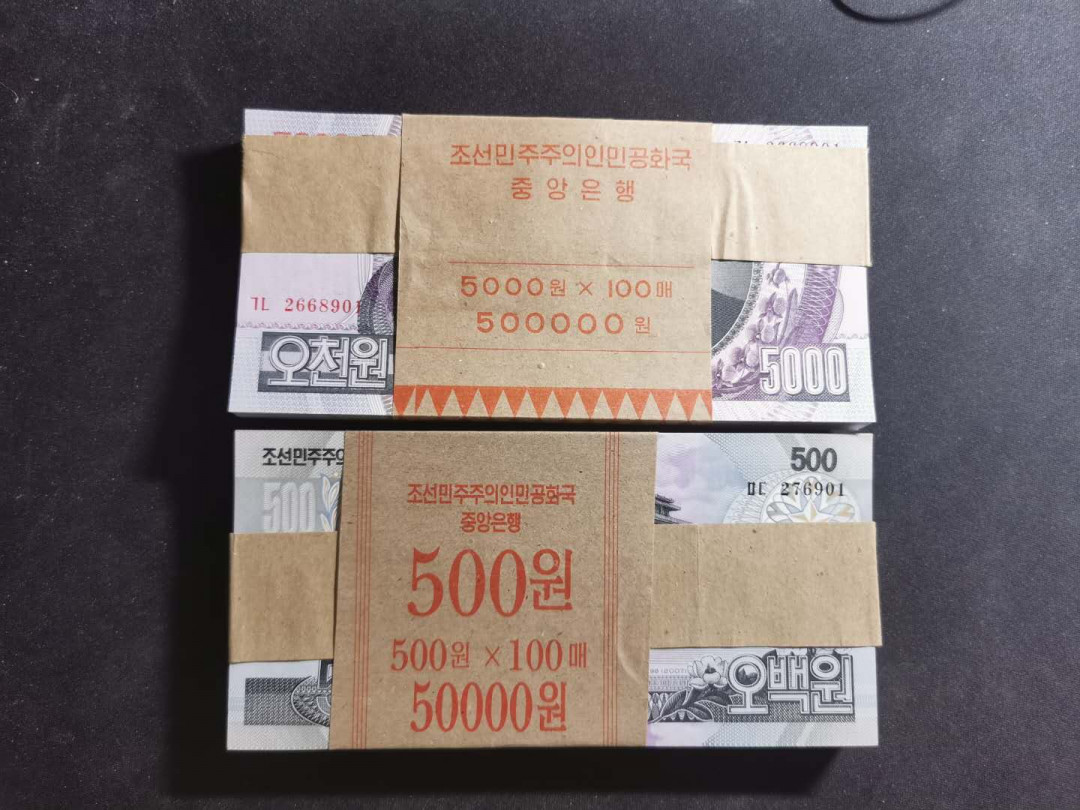 조선민주주의인민공화국
중앙은행
5000원 × 100매
500000원
ㄱㄴ 2668901
오천원
5000
조선민주주의
500
500
ㅁㄷ 276901
조선민주주의인민공화국
중앙은행
500원
500원 × 100매
50000원
오백원